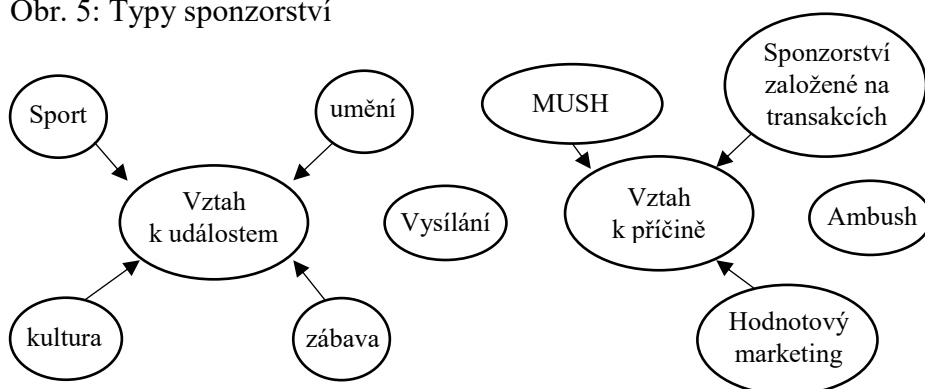 Obr. 5: Typy sponzorství
Sport
umění
Vztah
k událostem
kultura
zábava
Vysílání
MUSH
Sponzorství
založené na
transakcích
Vztah
k příčině
Ambush
Hodnotový
marketing